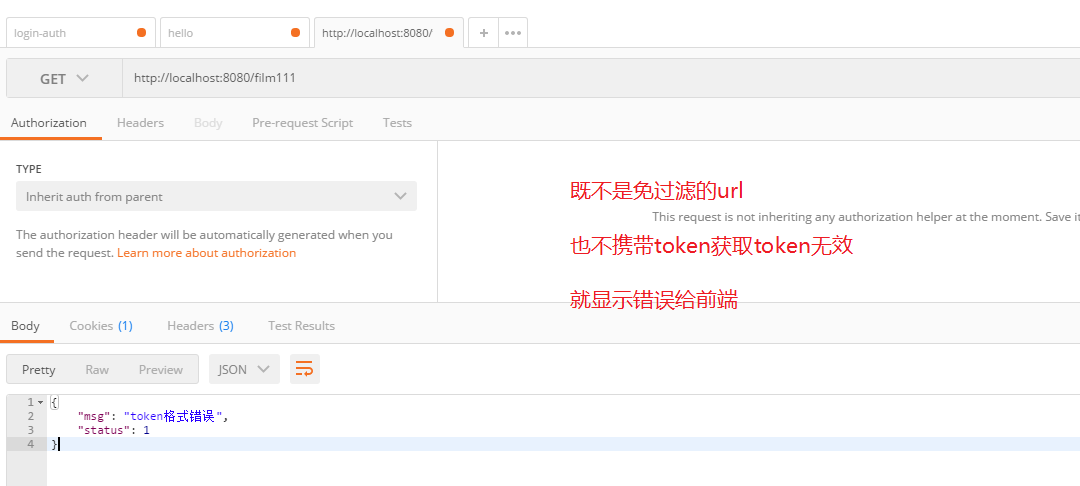 login-auth
hello
http://localhost:8080/
GET
http://localhost:8080/film111
Authorization
Headers
Body
Pre-request Script
Tests
TYPE
Inherit auth from parent
The authorization header will be automatically generated when you
send the request. Learn more about authorization
既不是免过滤的url
This request is not inheriting any authorization helper at the moment. Save it
也不携带token获取token无效
就显示错误给前端
Body
Cookies (1)
Headers (3)
Test Results
Pretty
Raw
Preview
JSON
1 {
2 "msg": "token格式错误",
3 "status": 1
4 }